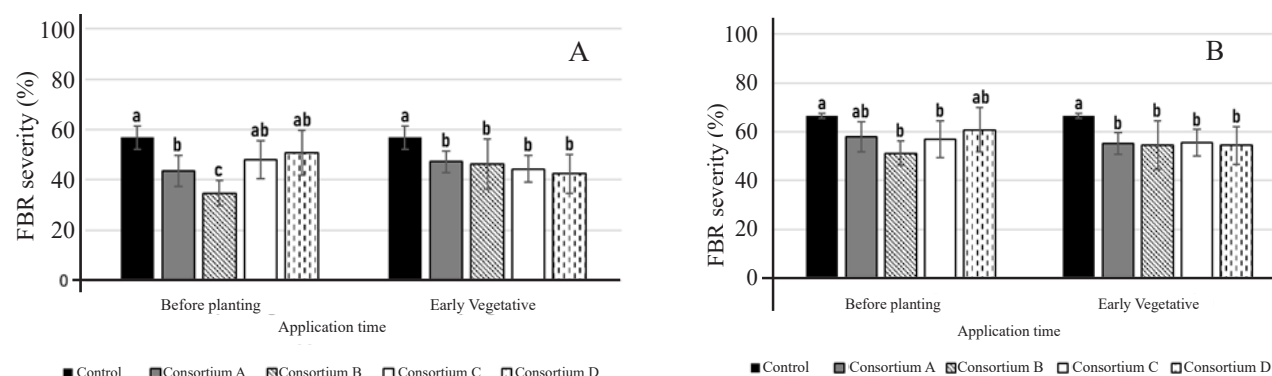 100
80
60
40
20
0
FBR severity (%)
A
a
b
c
ab
ab
a
b
b
b
b
Before planting
Early Vegetative
Application time
Control Consortium A Consortium B Consortium C Consortium D
100
80
60
40
20
0
FBR severity (%)
B
a
ab
b
b
ab
a
b
b
b
b
Before planting
Early Vegetative
Application time
Control Consortium A Consortium B Consortium C Consortium D